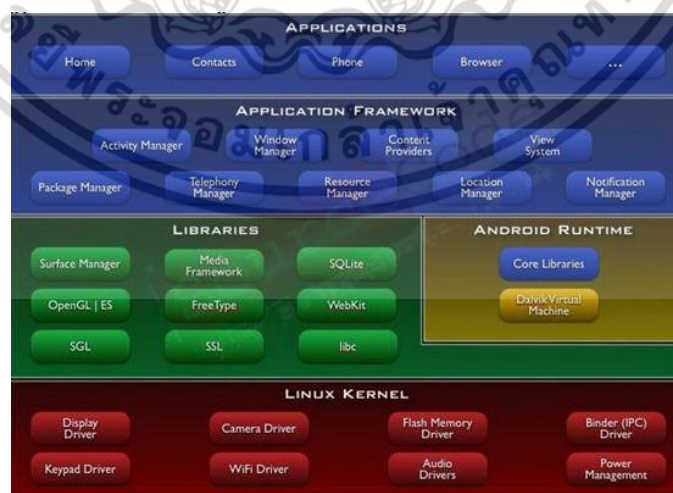 APPLICATIONS
Home Contacts Phone Browser ...
APPLICATION FRAMEWORK
Activity Manager Window Manager Content Providers View System
Package Manager Telephony Manager Resource Manager Location Manager Notification Manager
LIBRARIES ANDROID RUNTIME
Surface Manager Media Framework SQLite Core Libraries
OpenGL | ES FreeType WebKit Dalvik Virtual Machine
SGL SSL libc
LINUX KERNEL
Display Driver Camera Driver Flash Memory Driver Binder (IPC) Driver
Keypad Driver WiFi Driver Audio Drivers Power Management